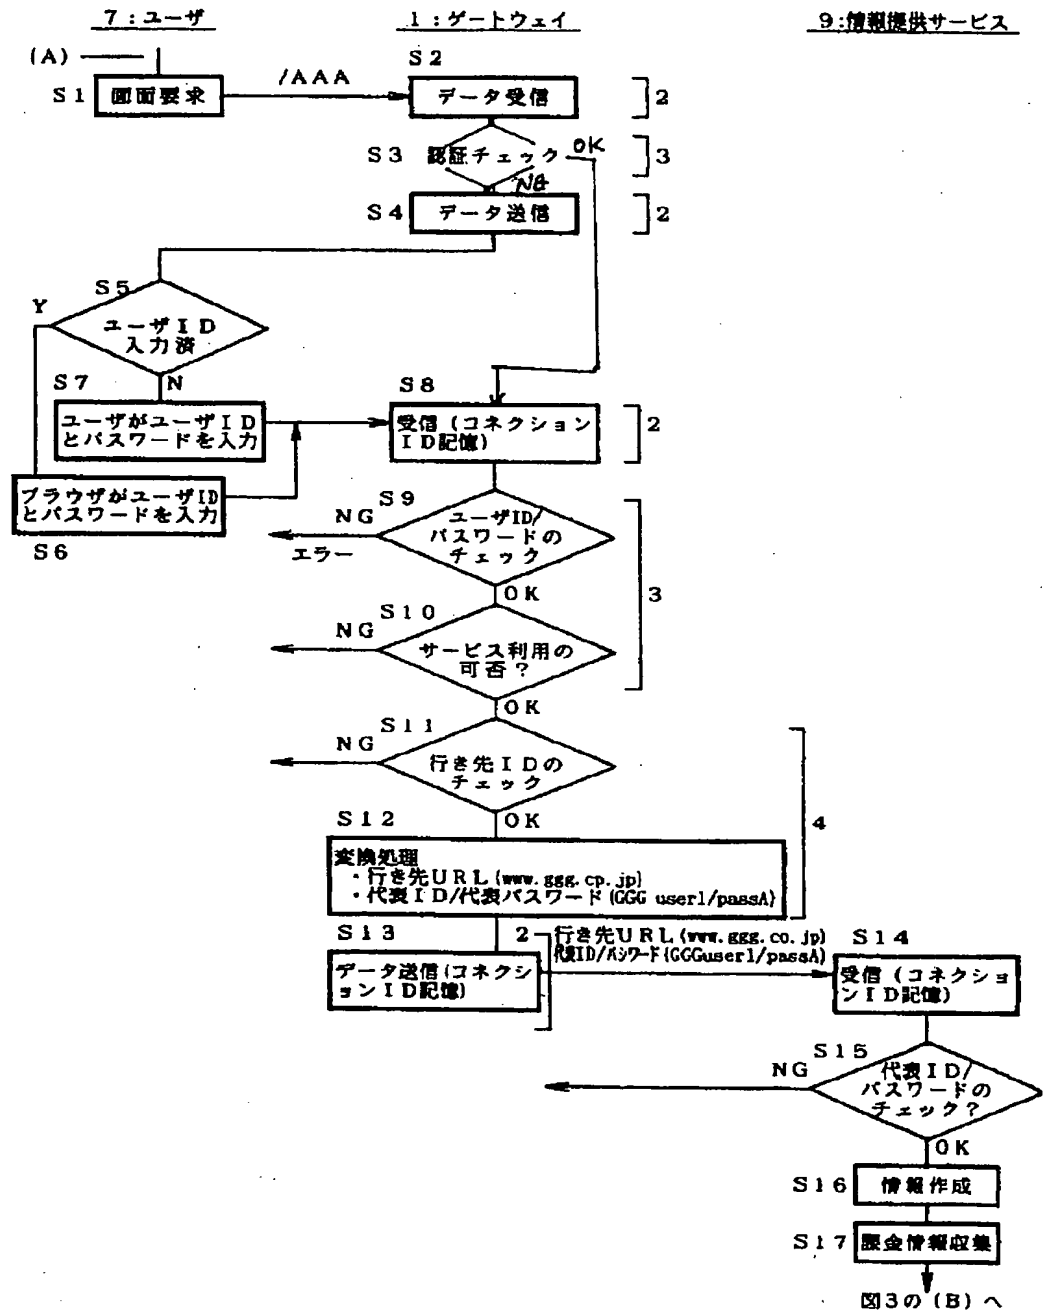 7：ユーザ
1：ゲートウェイ
9：情報提供サービス
(A)
S1
画面要求
/AAA
S2
データ受信
2
S3
認証チェック
OK
3
NG
S4
データ送信
2
S5
Y
ユーザID
入力済
N
S7
ユーザがユーザID
とパスワードを入力
S8
受信（コネクション
ID記憶）
2
ブラウザがユーザID
とパスワードを入力
S6
S9
NG
エラー
ユーザID/
パスワードの
チェック
OK
3
S10
NG
サービス利用の
可否？
OK
S11
NG
行き先IDの
チェック
OK
4
S12
変換処理
・行き先URL(www.ggg.cp.jp)
・代表ID/代表パスワード(GGG user1/passA)
S13
2
行き先URL(www.ggg.co.jp)
代表ID/パスワード(GGGuser1/passA)
データ送信(コネクシ
ョンID記憶)
S14
受信（コネクショ
ンID記憶）
S15
NG
代表ID/
パスワードの
チェック？
OK
S16
情報作成
S17
課金情報収集
図3の(B)へ